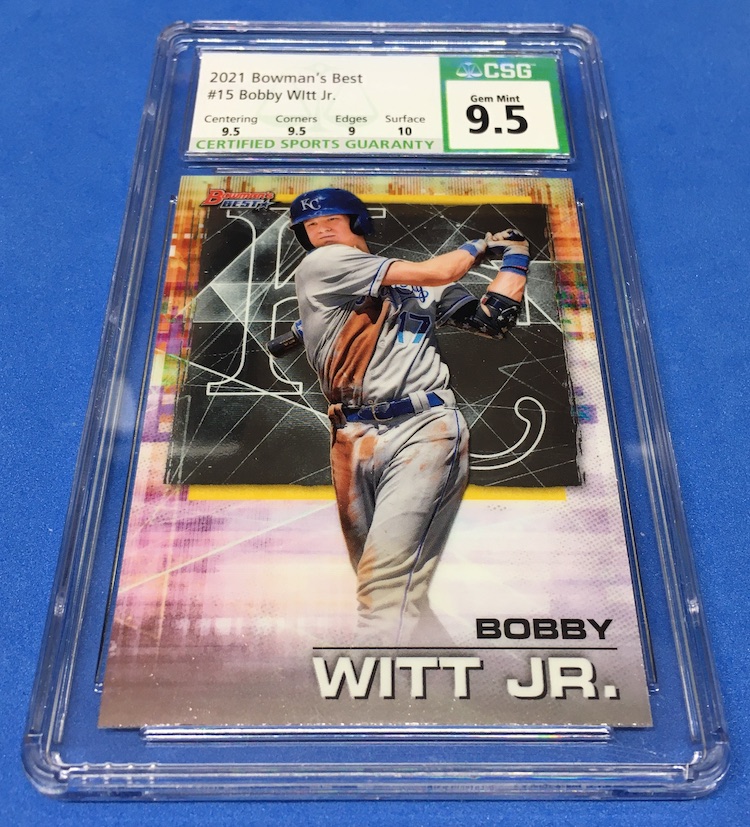 2021 Bowman's Best
#15 Bobby WItt Jr.
Centering Corners Edges Surface
9.5 9.5 9 10
CERTIFIED SPORTS GUARANTY
CSG
Gem Mint
9.5
Bowman's
BEST
KC
17
BOBBY
WITT JR.